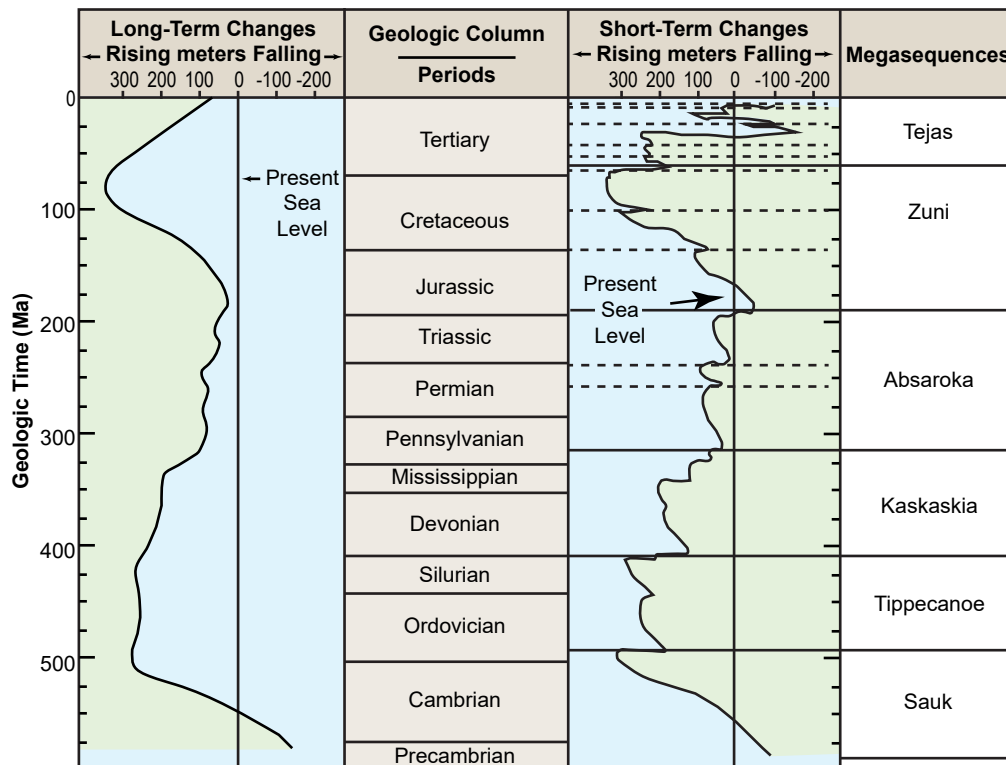 Long-Term Changes
← Rising meters Falling →
300 200 100 0 -100 -200
Geologic Column
Periods
Short-Term Changes
← Rising meters Falling →
300 200 100 0 -100 -200
Megasequences
Geologic Time (Ma)
0
100
200
300
400
500
← Present
Sea
Level
Tertiary
Cretaceous
Jurassic
Triassic
Permian
Pennsylvanian
Mississippian
Devonian
Silurian
Ordovician
Cambrian
Precambrian
Present
Sea
Level
Tejas
Zuni
Absaroka
Kaskaskia
Tippecanoe
Sauk